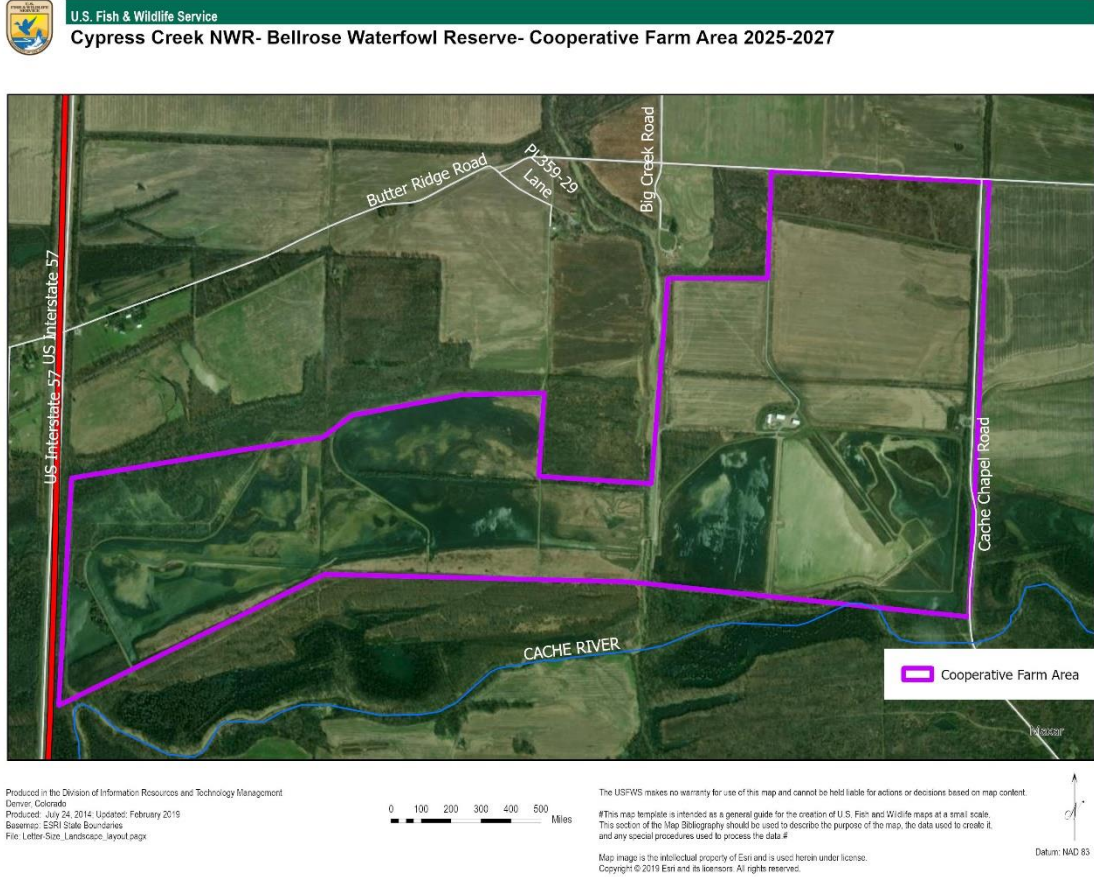 U.S.
FISH & WILDLIFE
SERVICE
U.S. Fish & Wildlife Service
Cypress Creek NWR- Bellrose Waterfowl Reserve- Cooperative Farm Area 2025-2027
Big Creek Road
PL359-29
Lane
Butter Ridge Road
US Interstate 57
US Interstate 57
Cache Chapel Road
CACHE RIVER
Cooperative Farm Area
Maxar
Produced in the Division of Information Resources and Technology Management
Denver, Colorado
Produced: July 24, 2014; Updated: February 2019
Basemap: ESRI State Boundaries
File: Letter-Size_Landscape_layout.pagx
0 100 200 300 400 500
Miles
The USFWS makes no warranty for use of this map and cannot be held liable for actions or decisions based on map content.
#This map template is intended as a general guide for the creation of U.S. Fish and Wildlife maps at a small scale.
This section of the Map Bibliography should be used to describe the purpose of the map, the data used to create it,
and any special procedures used to process the data.#
Map image is the intellectual property of Esri and is used herein under license.
Copyright © 2019 Esri and its licensors. All rights reserved.
Datum: NAD 83